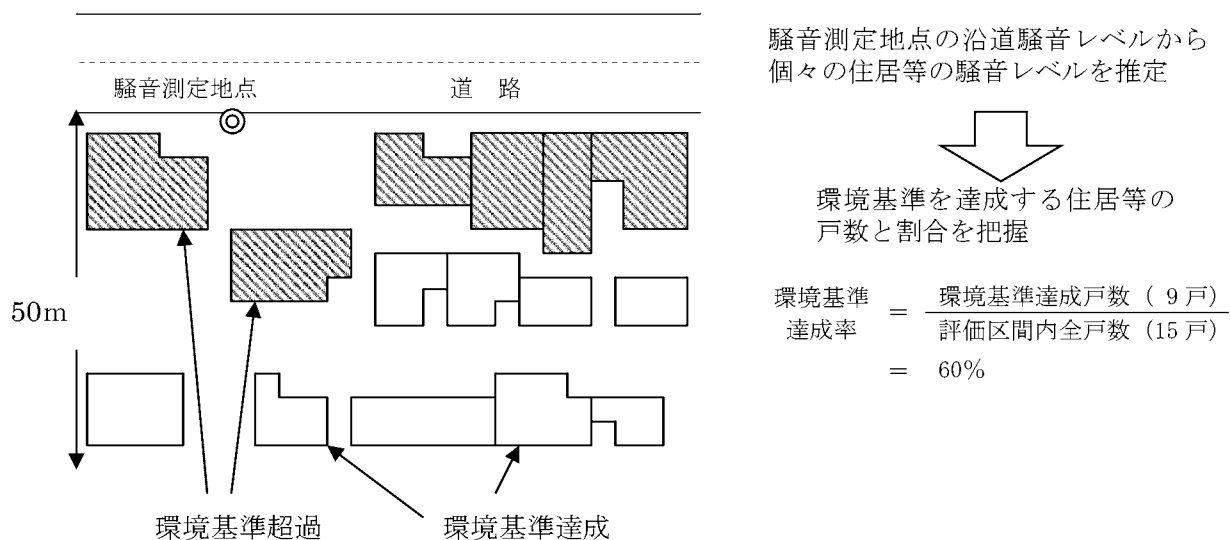 騒音測定地点
道 路
50m
環境基準超過
環境基準達成
騒音測定地点の沿道騒音レベルから
個々の住居等の騒音レベルを推定
環境基準を達成する住居等の
戸数と割合を把握
環境基準
達成率
=
環境基準達成戸数 ( 9 戸)
評価区間内全戸数 (15 戸)
= 60%